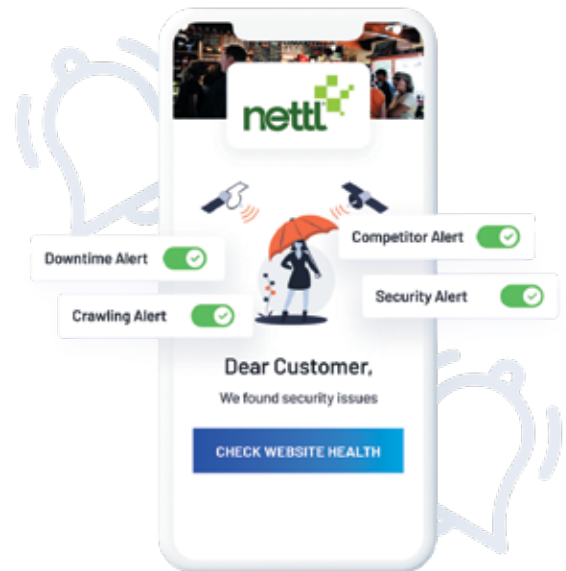 nettl
Downtime Alert
Competitor Alert
Crawling Alert
Security Alert
Dear Customer,
We found security issues
CHECK WEBSITE HEALTH